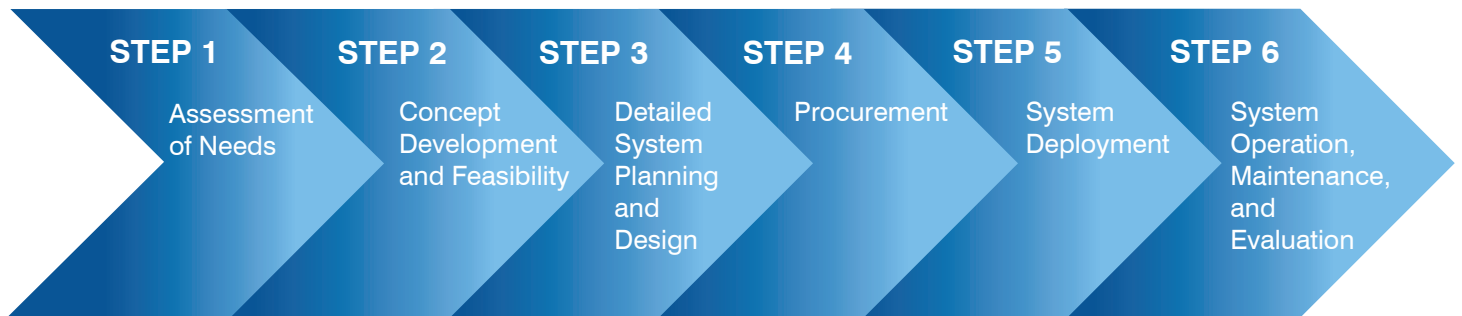 STEP 1
Assessment
of Needs
STEP 2
Concept
Development
and Feasibility
STEP 3
Detailed
System
Planning
and
Design
STEP 4
Procurement
STEP 5
System
Deployment
STEP 6
System
Operation,
Maintenance,
and
Evaluation